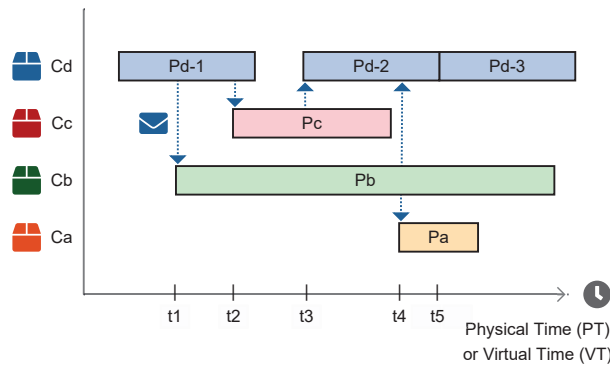 Cd
Pd-1
Pd-2
Pd-3
Cc
Pc
Cb
Pb
Ca
Pa
t1
t2
t3
t4
t5
Physical Time (PT)
or Virtual Time (VT)